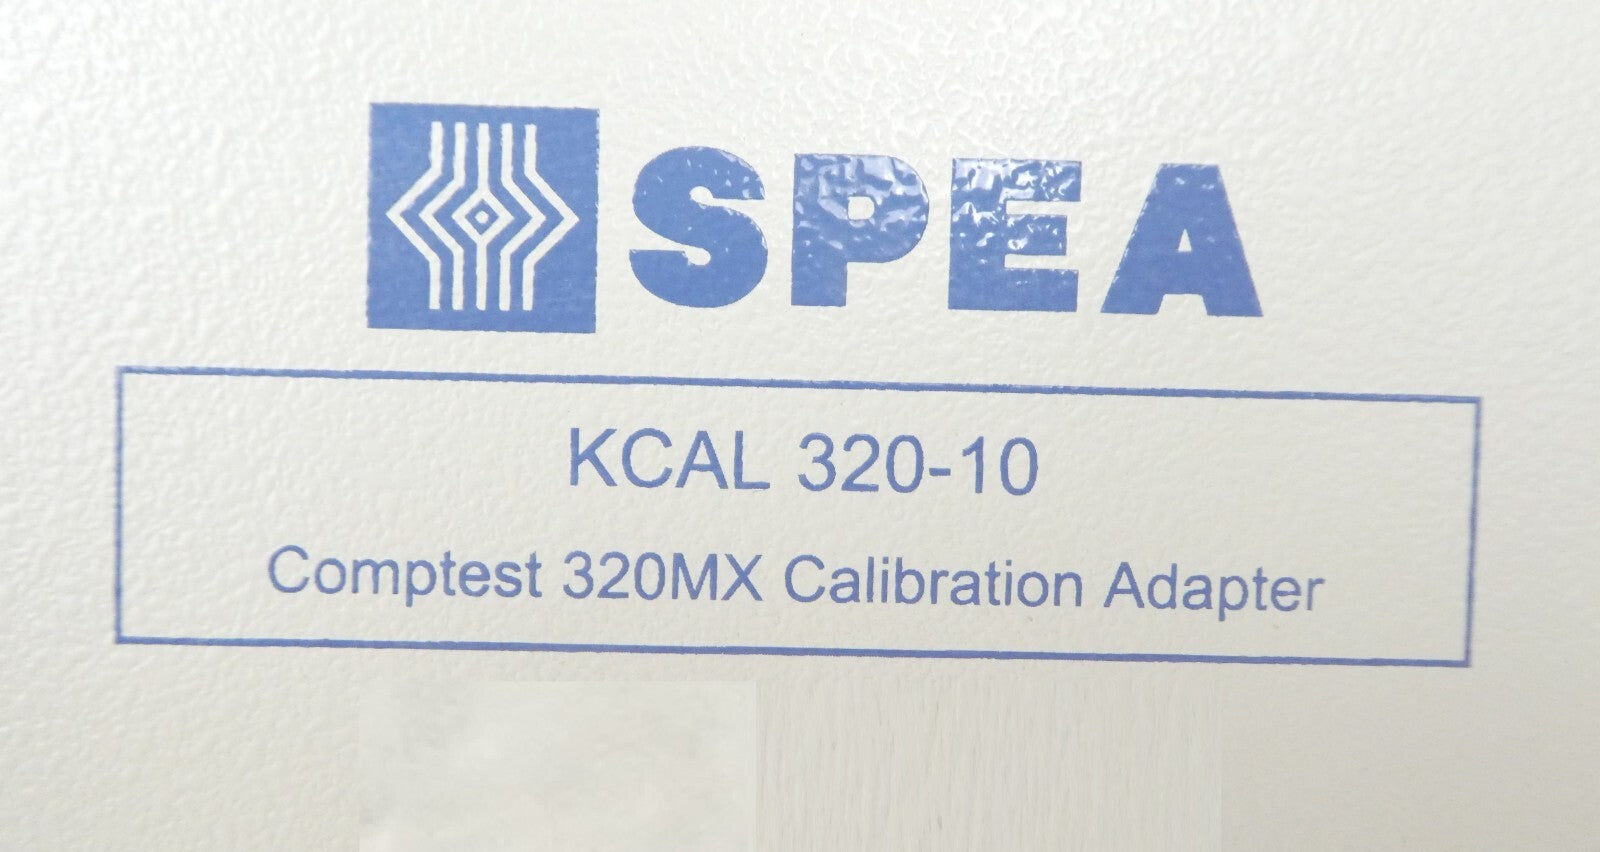 SPEA
KCAL 320-10
Comptest 320MX Calibration Adapter